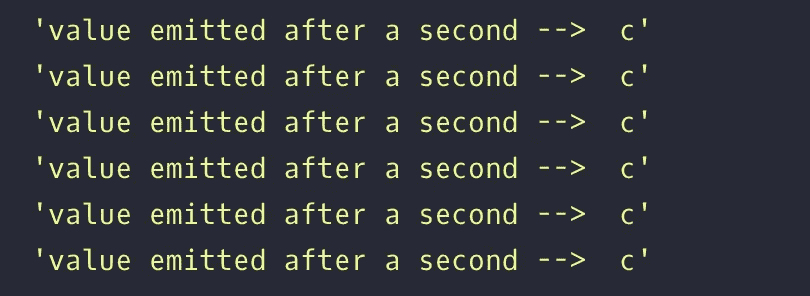 'value emitted after a second -->  c'
'value emitted after a second -->  c'
'value emitted after a second -->  c'
'value emitted after a second -->  c'
'value emitted after a second -->  c'
'value emitted after a second -->  c'